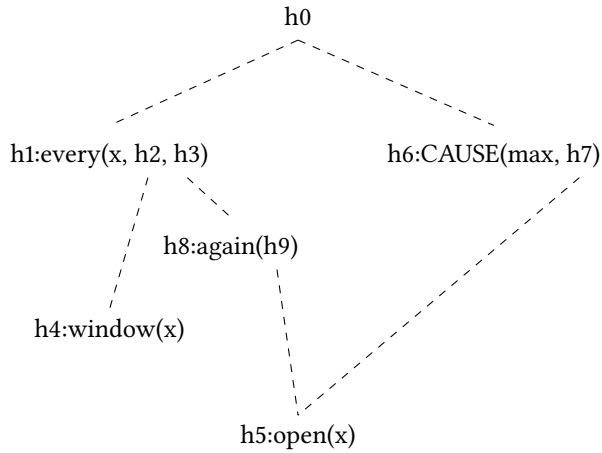 h0
h1:every(x, h2, h3)
h6:CAUSE(max, h7)
h8:again(h9)
h4:window(x)
h5:open(x)